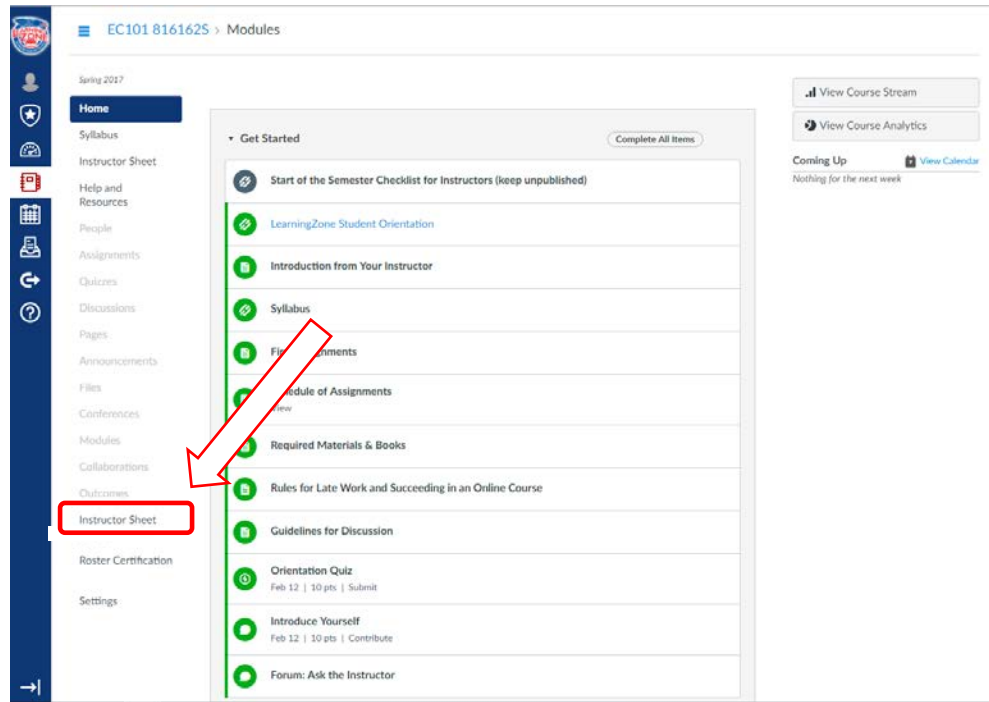 EC101 816162S > Modules
Spring 2017
Home
Syllabus
Instructor Sheet
Help and
Resources
People
Assignments
Quizzes
Discussions
Pages
Announcements
Files
Conferences
Modules
Collaborations
Outcomes
Instructor Sheet
Roster Certification
Settings
Get Started
Complete All Items
Start of the Semester Checklist for Instructors (keep unpublished)
LearningZone Student Orientation
Introduction from Your Instructor
Syllabus
Schedule of Assignments
View
Required Materials & Books
Rules for Late Work and Succeeding in an Online Course
Guidelines for Discussion
Orientation Quiz
Feb 12 | 10 pts | Submit
Introduce Yourself
Feb 12 | 10 pts | Contribute
Forum: Ask the Instructor
View Course Stream
View Course Analytics
Coming Up
View Calendar
Nothing for the next week